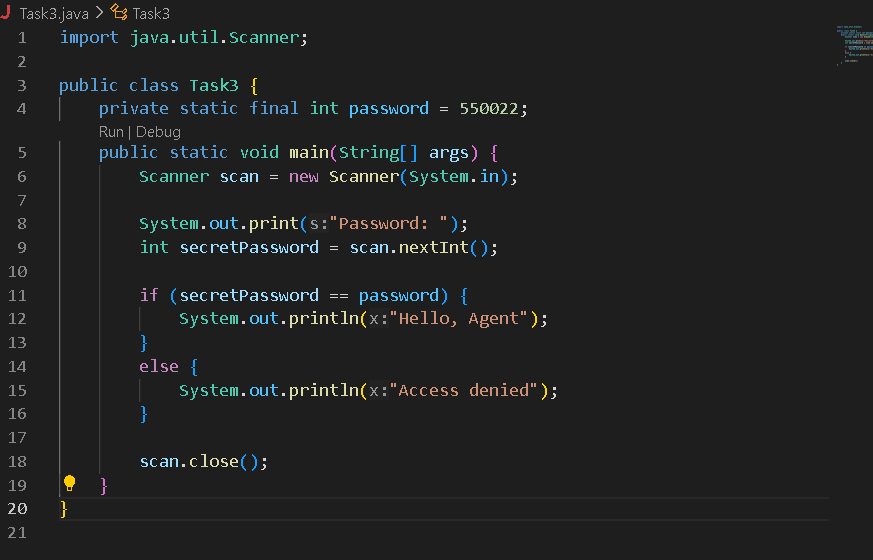 Task3.java > Task3
1 import java.util.Scanner;
2
3 public class Task3 {
4 private static final int password = 550022;
Run | Debug
5 public static void main(String[] args) {
6 Scanner scan = new Scanner(System.in);
7
8 System.out.print(s:"Password: ");
9 int secretPassword = scan.nextInt();
10
11 if (secretPassword == password) {
12 System.out.println(x:"Hello, Agent");
13 }
14 else {
15 System.out.println(x:"Access denied");
16 }
17
18 scan.close();
19 }
20 }
21